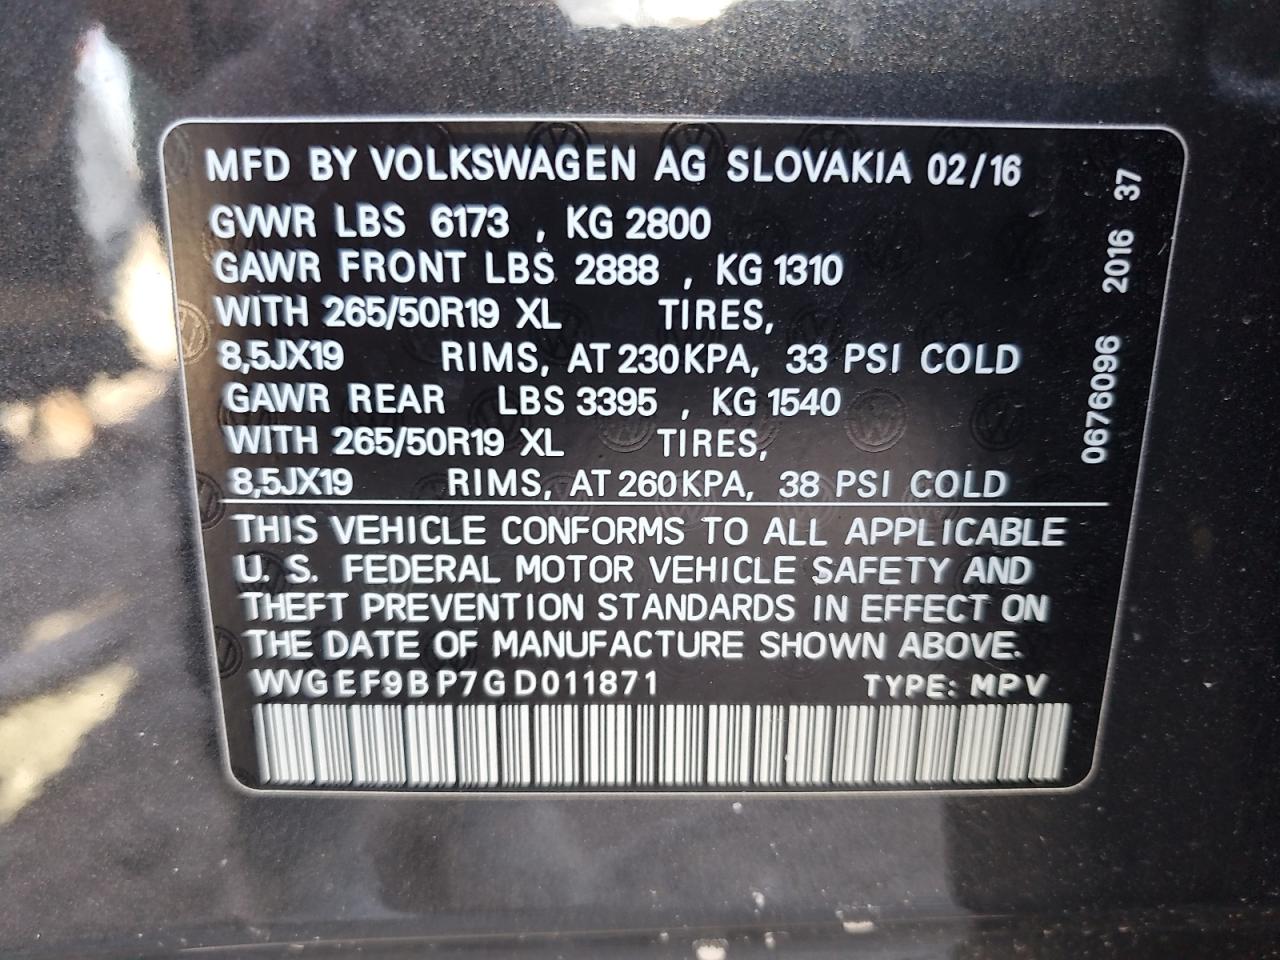 MFD BY VOLKSWAGEN AG SLOVAKIA 02/16
GVWR LBS 6173 , KG 2800
GAWR FRONT LBS 2888 , KG 1310
WITH 265/50R19 XL TIRES,
8,5JX19 RIMS, AT 230KPA, 33 PSI COLD
GAWR REAR LBS 3395 , KG 1540
WITH 265/50R19 XL TIRES,
8,5JX19 RIMS, AT 260KPA, 38 PSI COLD
THIS VEHICLE CONFORMS TO ALL APPLICABLE
U. S. FEDERAL MOTOR VEHICLE SAFETY AND
THEFT PREVENTION STANDARDS IN EFFECT ON
THE DATE OF MANUFACTURE SHOWN ABOVE.
WVGEF9BP7GD011871 TYPE: MPV
0676096 2016 37